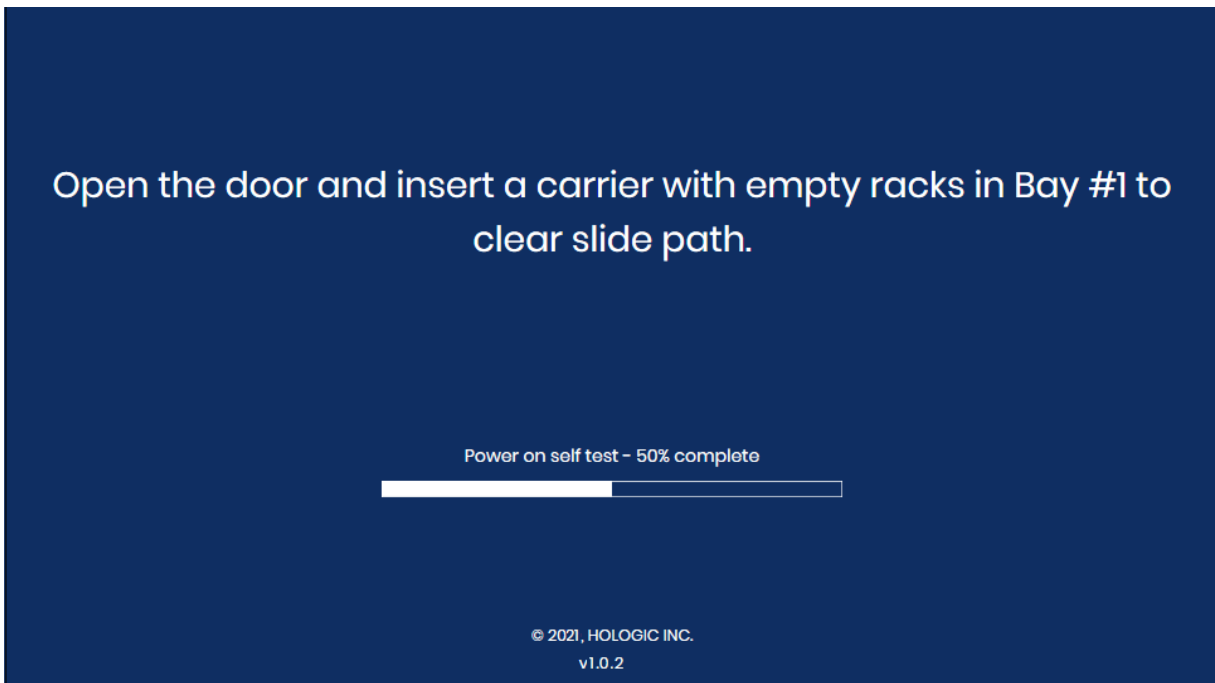 Open the door and insert a carrier with empty racks in Bay #1 to
clear slide path.
Power on self test - 50% complete
© 2021, HOLOGIC INC.
v1.0.2